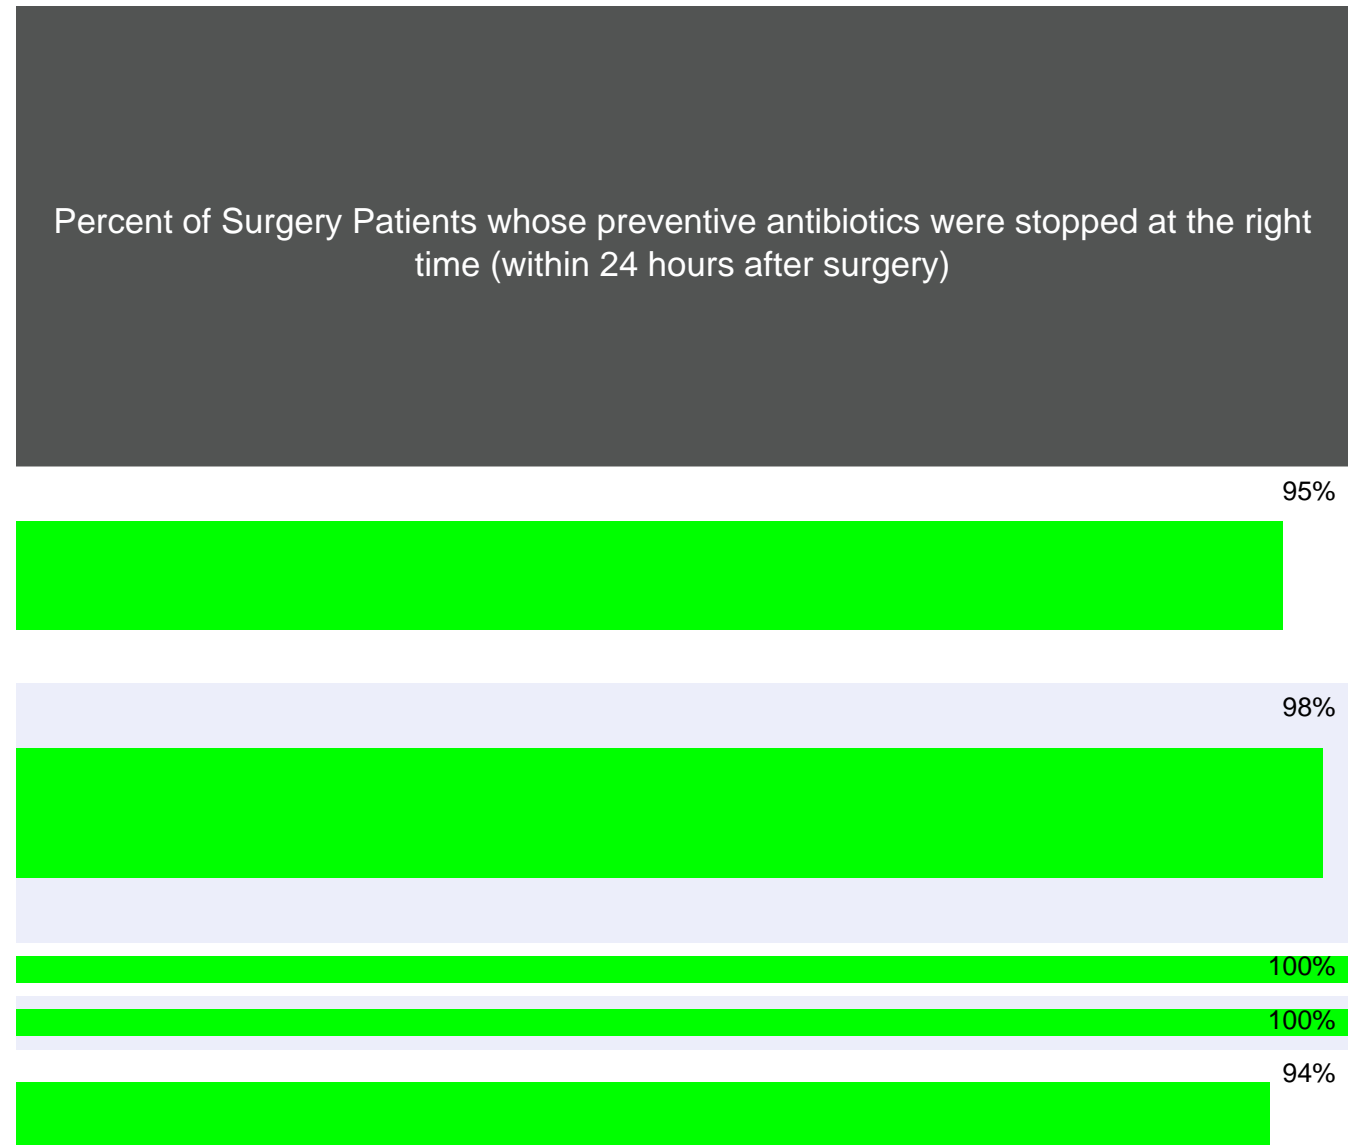 Percent of Surgery Patients whose preventive antibiotics were stopped at the right
time (within 24 hours after surgery)
95%
98%
100%
100%
94%